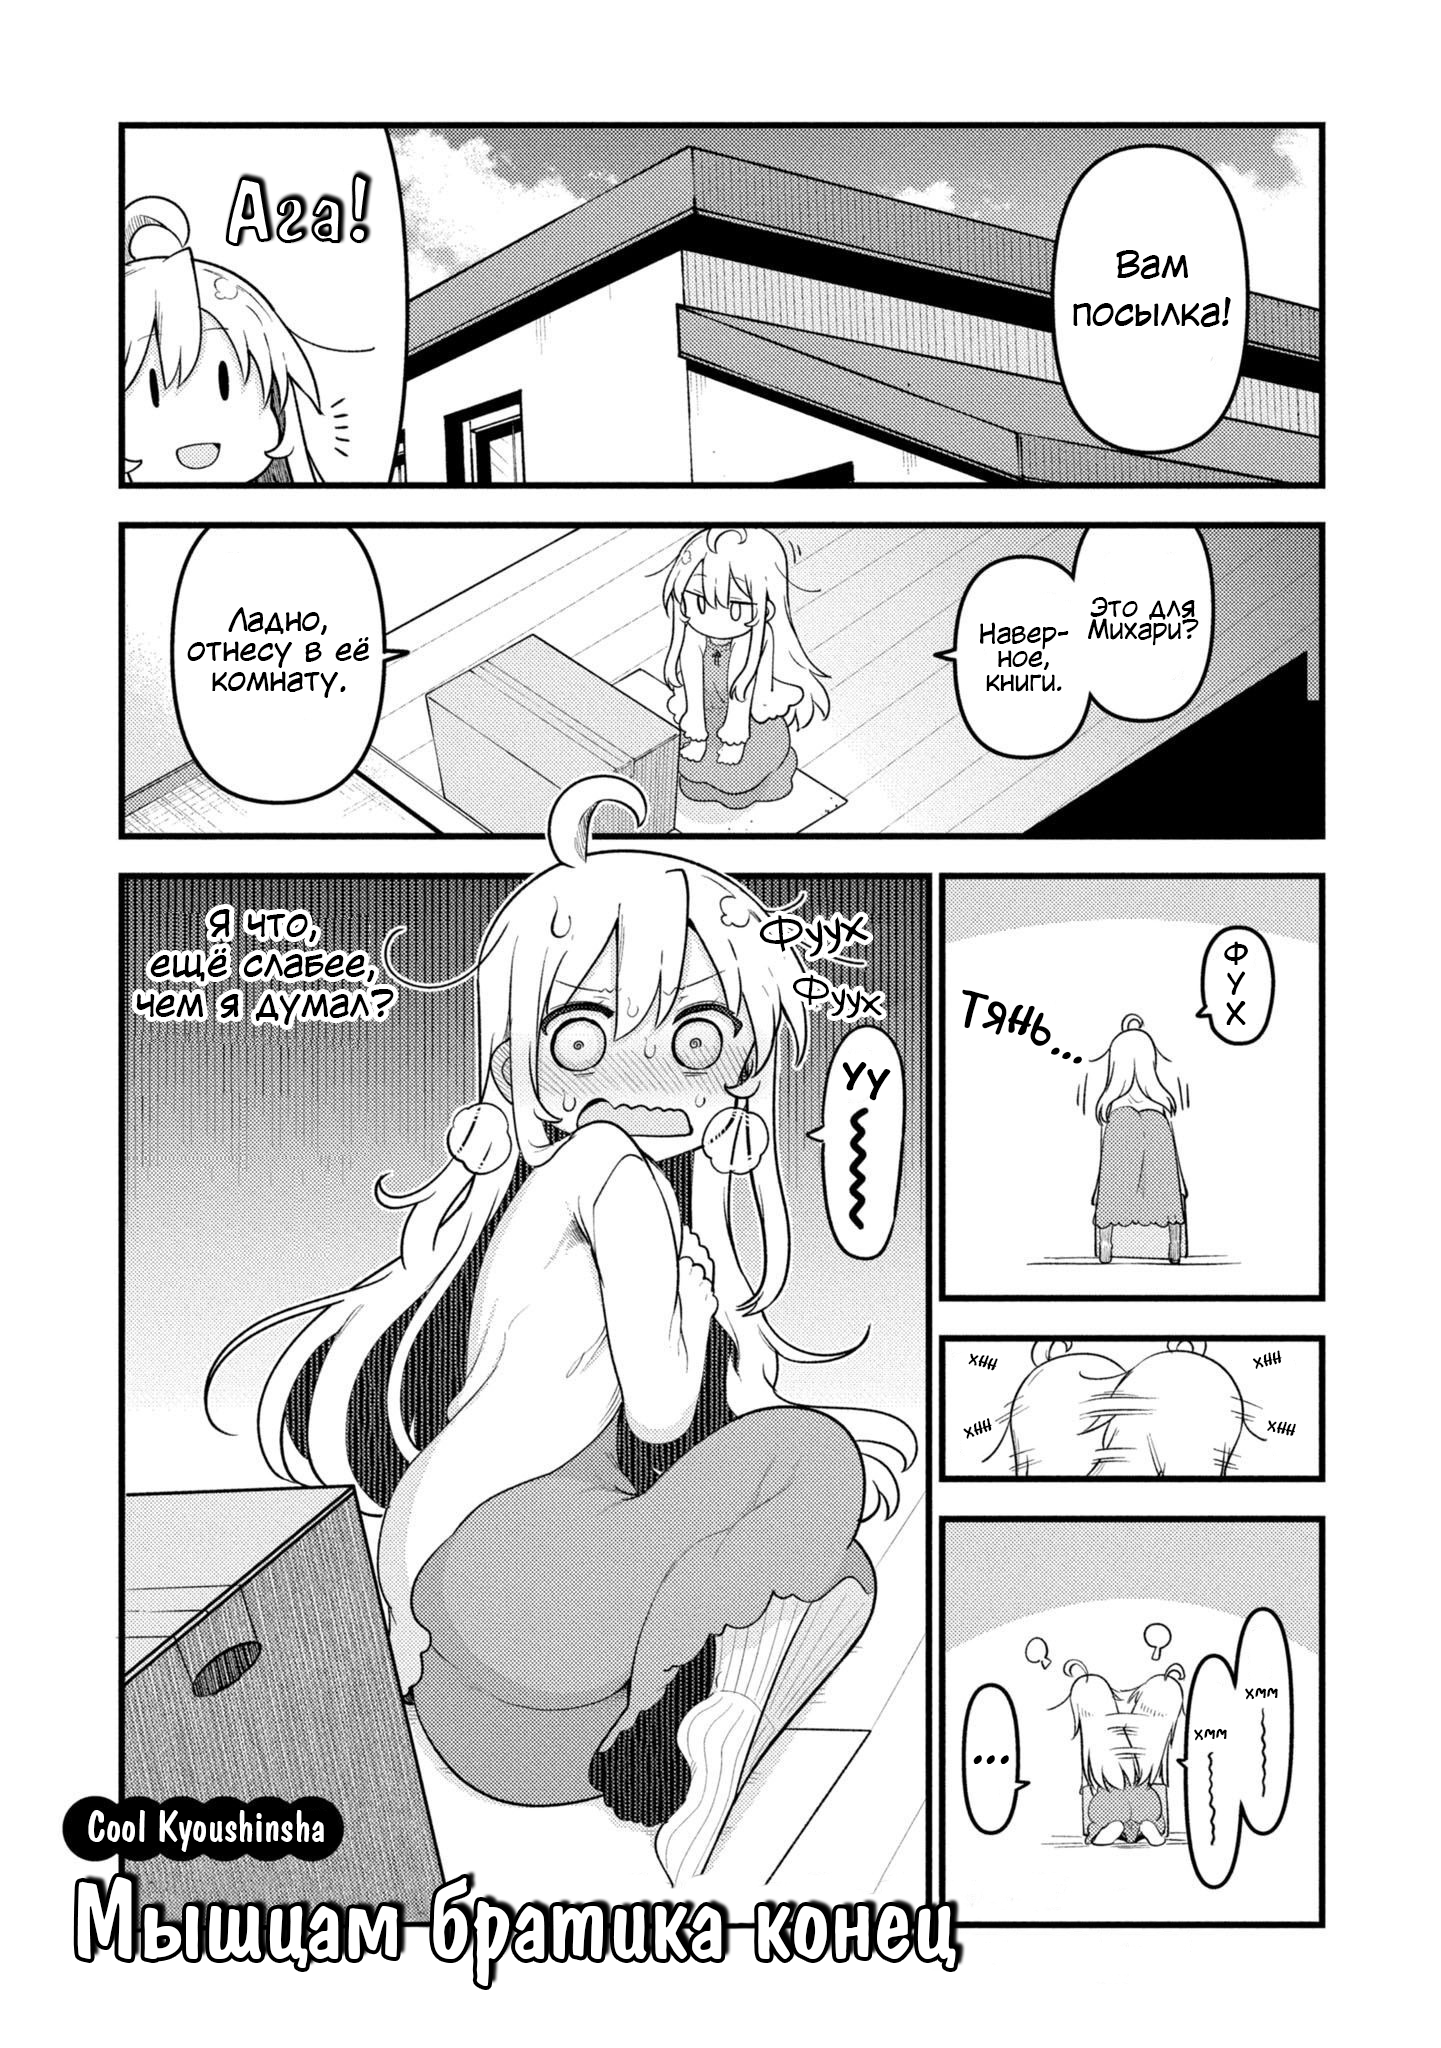 Вам
посылка!
Ага!
Это для
Михари?
Навер-
ное,
книги.
Ладно,
отнесу в её
комнату.
Ф
У
Х
Тянь...
хнн
хнн
хнн
хнн
хмм
хмм
...
Я что,
ещё слабее,
чем я думал?
Фуух
Фуух
УУ
Cool Kyoushinsha
Мышцам братика конец